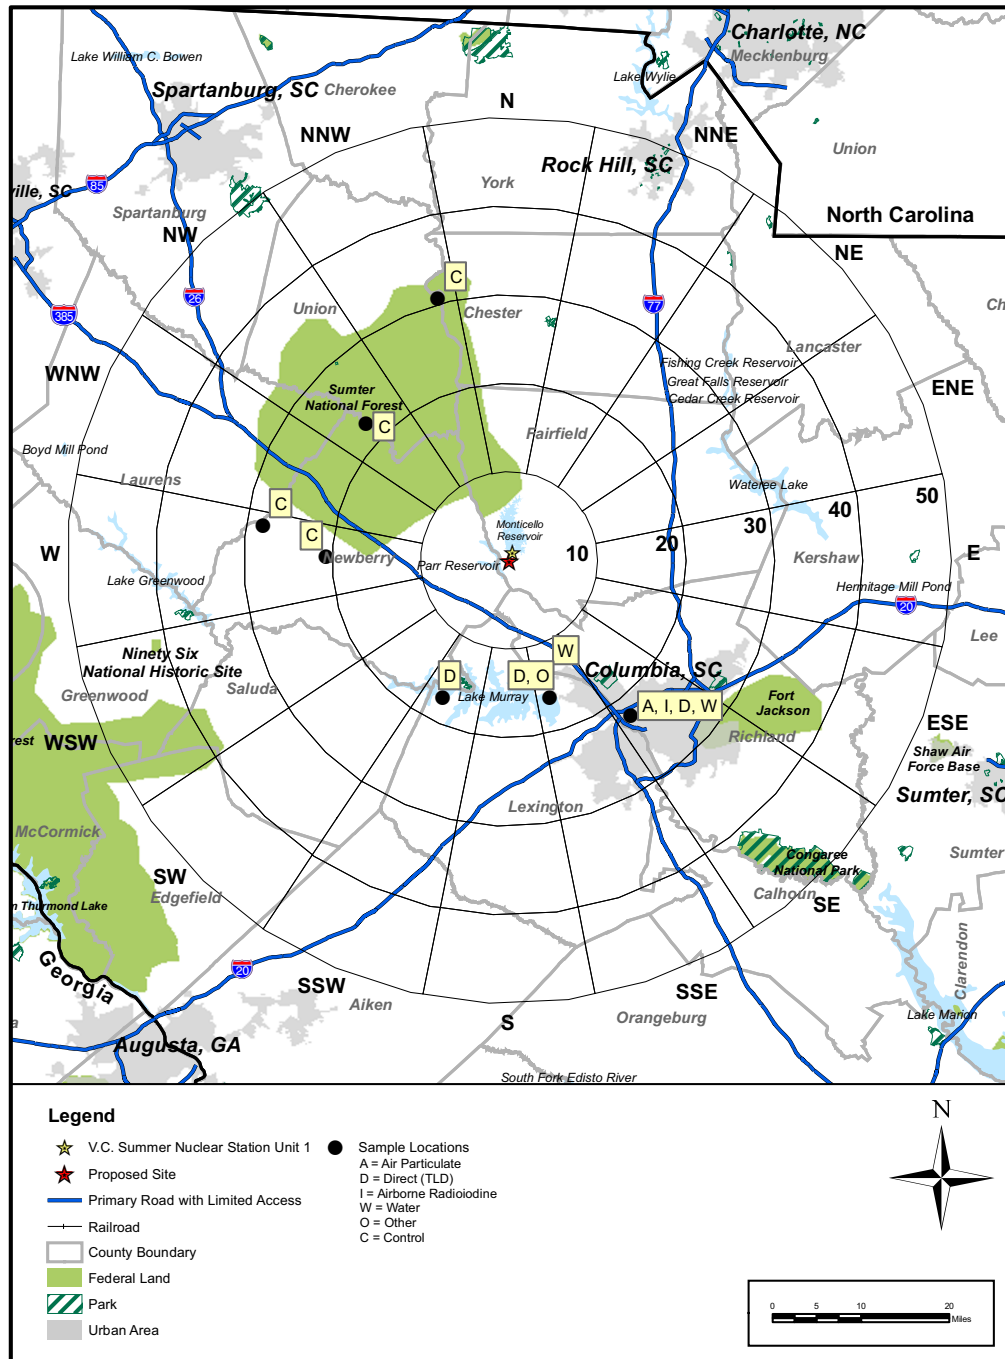 Charlotte, NC
Mecklenburg
Lake William C. Bowen
Lake Wylie
Spartanburg, SC
Cherokee
N
NNW
NNE
Union
Rock Hill, SC
York
85
ville, SC
Spartanburg
North Carolina
NW
NE
C
26
77
Union
Chester
385
Ch
Lancaster
Fishing Creek Reservoir
WNW
Great Falls Reservoir
ENE
Sumter
National Forest
Cedar Creek Reservoir
C
Fairfield
Boyd Mill Pond
Laurens
Wateree Lake
50
C
40
Monticello
Reservoir
30
C
20
W
10
E
Newberry
Parr Reservoir
Kershaw
Lake Greenwood
Hermitage Mill Pond
20
Lee
W
Ninety Six
National Historic Site
Columbia, SC
D
D, O
Greenwood
Saluda
Lake Murray
A, I, D, W
Fort
Jackson
ESE
rest
WSW
Richland
Shaw Air
Force Base
Sumter, SC
Lexington
McCormick
Sumter
Congaree
National Park
SW
Edgefield
Calhoun
SE
n Thurmond Lake
Georgia
20
Clarendon
SSW
SSE
Aiken
Lake Marion
S
Orangeburg
a
Augusta, GA
South Fork Edisto River
Legend
V.C. Summer Nuclear Station Unit 1
Proposed Site
Primary Road with Limited Access
Railroad
County Boundary
Federal Land
Park
Urban Area
Sample Locations
A = Air Particulate
D = Direct (TLD)
I = Airborne Radioiodine
W = Water
O = Other
C = Control
N
0 5 10 20
Miles